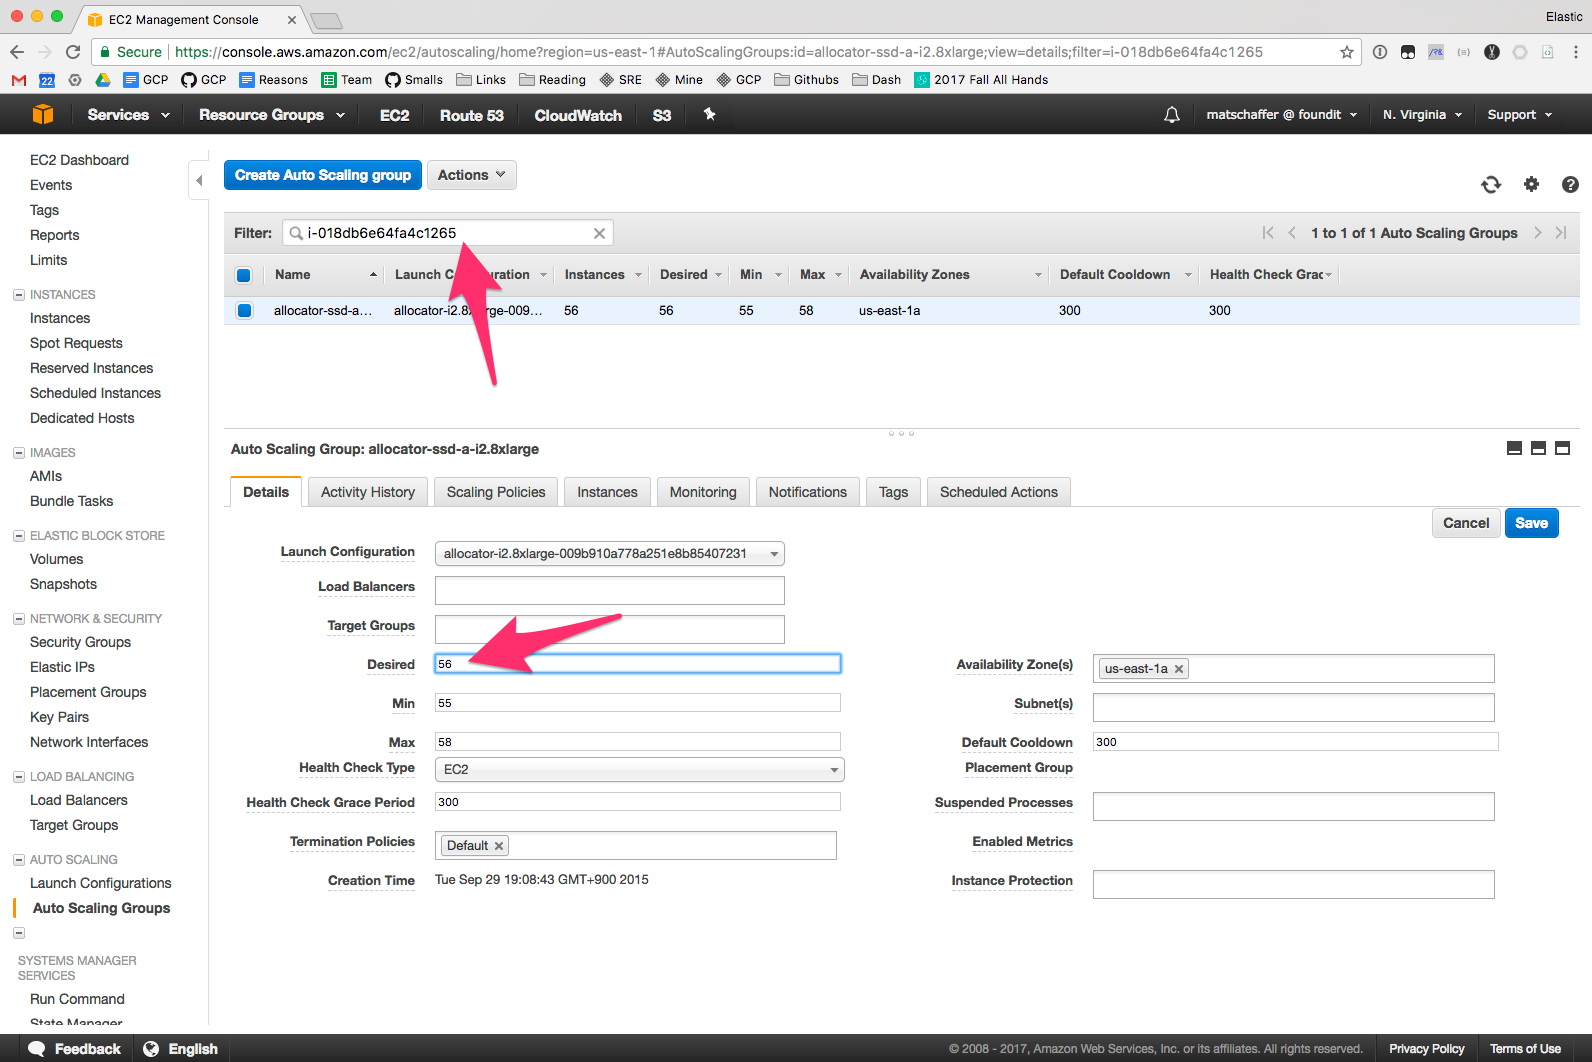 EC2 Management Console
Elastic
Secure | https://console.aws.amazon.com/ec2/autoscaling/home?region=us-east-1#AutoScalingGroups:id=allocator-ssd-a-i2.8xlarge;view=details;filter=i-018db6e64fa4c1265
22 GCP GCP Reasons Team Smalls Links Reading SRE Mine GCP Githubs Dash 2017 Fall All Hands
Services Resource Groups EC2 Route 53 CloudWatch S3 matschaffer @ foundit N. Virginia Support
EC2 Dashboard
Events
Tags
Reports
Limits
INSTANCES
Instances
Spot Requests
Reserved Instances
Scheduled Instances
Dedicated Hosts
IMAGES
AMIs
Bundle Tasks
ELASTIC BLOCK STORE
Volumes
Snapshots
NETWORK & SECURITY
Security Groups
Elastic IPs
Placement Groups
Key Pairs
Network Interfaces
LOAD BALANCING
Load Balancers
Target Groups
AUTO SCALING
Launch Configurations
Auto Scaling Groups
SYSTEMS MANAGER
SERVICES
Run Command
State Manager
Create Auto Scaling group Actions
Filter: i-018db6e64fa4c1265 1 to 1 of 1 Auto Scaling Groups
Name Launch Instances Desired Min Max Availability Zones Default Cooldown Health Check Grac
allocator-ssd-a... 56 56 55 58 us-east-1a 300 300
Auto Scaling Group: allocator-ssd-a-i2.8xlarge
Details Activity History Scaling Policies Instances Monitoring Notifications Tags Scheduled Actions
Cancel Save
Launch Configuration allocator-i2.8xlarge-009b910a778a251e8b85407231
Load Balancers
Target Groups
Desired 56 Availability Zone(s) us-east-1a
Min 55 Subnet(s)
Max 58 Default Cooldown 300
Health Check Type EC2 Placement Group
Health Check Grace Period 300 Suspended Processes
Termination Policies Default Enabled Metrics
Creation Time Tue Sep 29 19:08:43 GMT+900 2015 Instance Protection
Feedback English © 2008 - 2017, Amazon Web Services, Inc. or its affiliates. All rights reserved. Privacy Policy Terms of Use